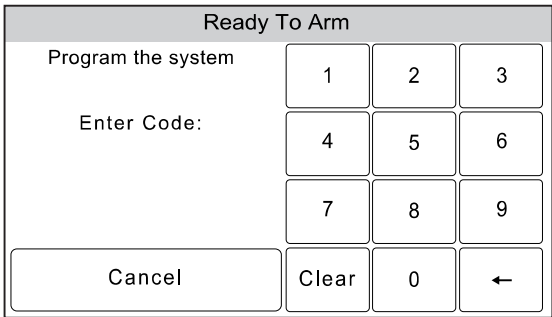 Ready To Arm
Program the system
Enter Code:
1 2 3
4 5 6
7 8 9
Cancel Clear 0 ←